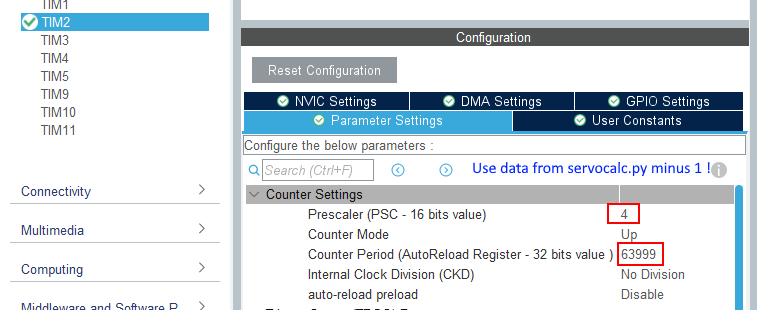 TIM1
TIM2
TIM3
TIM4
TIM5
TIM9
TIM10
TIM11
Connectivity
Multimedia
Computing
Middleware and Software P
Configuration
Reset Configuration
NVIC Settings
DMA Settings
GPIO Settings
Parameter Settings
User Constants
Configure the below parameters :
Search (Ctrl+F)
Use data from servocalc.py minus 1 !
Counter Settings
Prescaler (PSC - 16 bits value) 4
Counter Mode Up
Counter Period (AutoReload Register - 32 bits value ) 63999
Internal Clock Division (CKD) No Division
auto-reload preload Disable